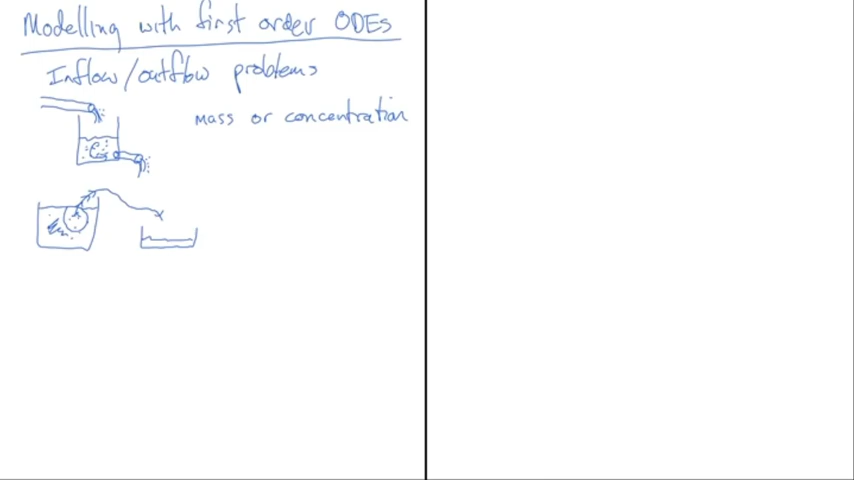 Modelling with first order ODEs
Inflow/outflow problems
mass or concentration